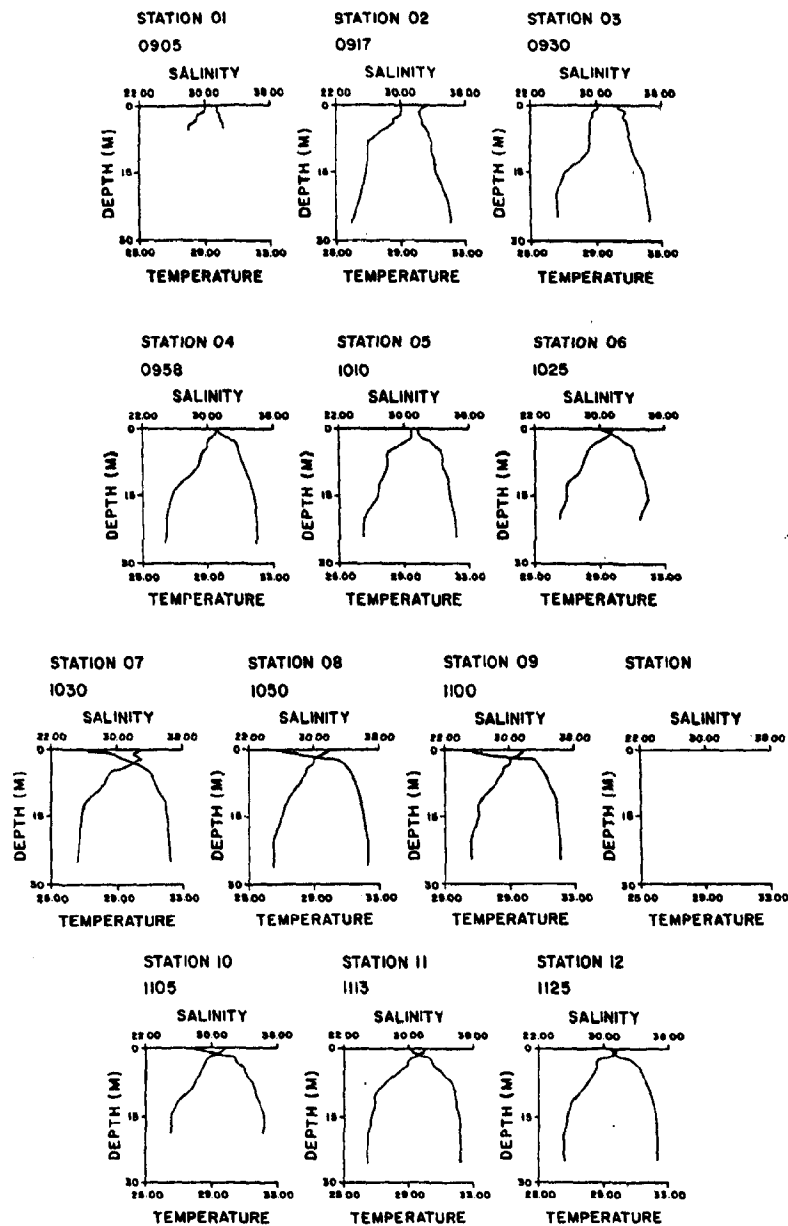 STATION 01 STATION 02 STATION 03
0905 0917 0930
SALINITY SALINITY SALINITY
22.00 30.00 38.00 22.00 30.00 38.00 22.00 30.00 38.00
0 0 0
DEPTH (M) DEPTH (M) DEPTH (M)
15 15 15
30 30 30
25.00 29.00 33.00 25.00 29.00 33.00 25.00 29.00 33.00
TEMPERATURE TEMPERATURE TEMPERATURE
STATION 04 STATION 05 STATION 06
0958 1010 1025
SALINITY SALINITY SALINITY
22.00 30.00 38.00 22.00 30.00 38.00 22.00 30.00 38.00
0 0 0
DEPTH (M) DEPTH (M) DEPTH (M)
15 15 15
30 30 30
25.00 29.00 33.00 25.00 29.00 33.00 25.00 29.00 33.00
TEMPERATURE TEMPERATURE TEMPERATURE
STATION 07 STATION 08 STATION 09 STATION
1030 1050 1100
SALINITY SALINITY SALINITY SALINITY
22.00 30.00 38.00 22.00 30.00 38.00 22.00 30.00 38.00 22.00 30.00 38.00
0 0 0 0
DEPTH (M) DEPTH (M) DEPTH (M) DEPTH (M)
15 15 15 15
30 30 30 30
25.00 29.00 33.00 25.00 29.00 33.00 25.00 29.00 33.00 25.00 29.00 33.00
TEMPERATURE TEMPERATURE TEMPERATURE TEMPERATURE
STATION 10 STATION 11 STATION 12
1105 1113 1125
SALINITY SALINITY SALINITY
22.00 30.00 38.00 22.00 30.00 38.00 22.00 30.00 38.00
0 0 0
DEPTH (M) DEPTH (M) DEPTH (M)
15 15 15
30 30 30
25.00 29.00 33.00 25.00 29.00 33.00 25.00 29.00 33.00
TEMPERATURE TEMPERATURE TEMPERATURE